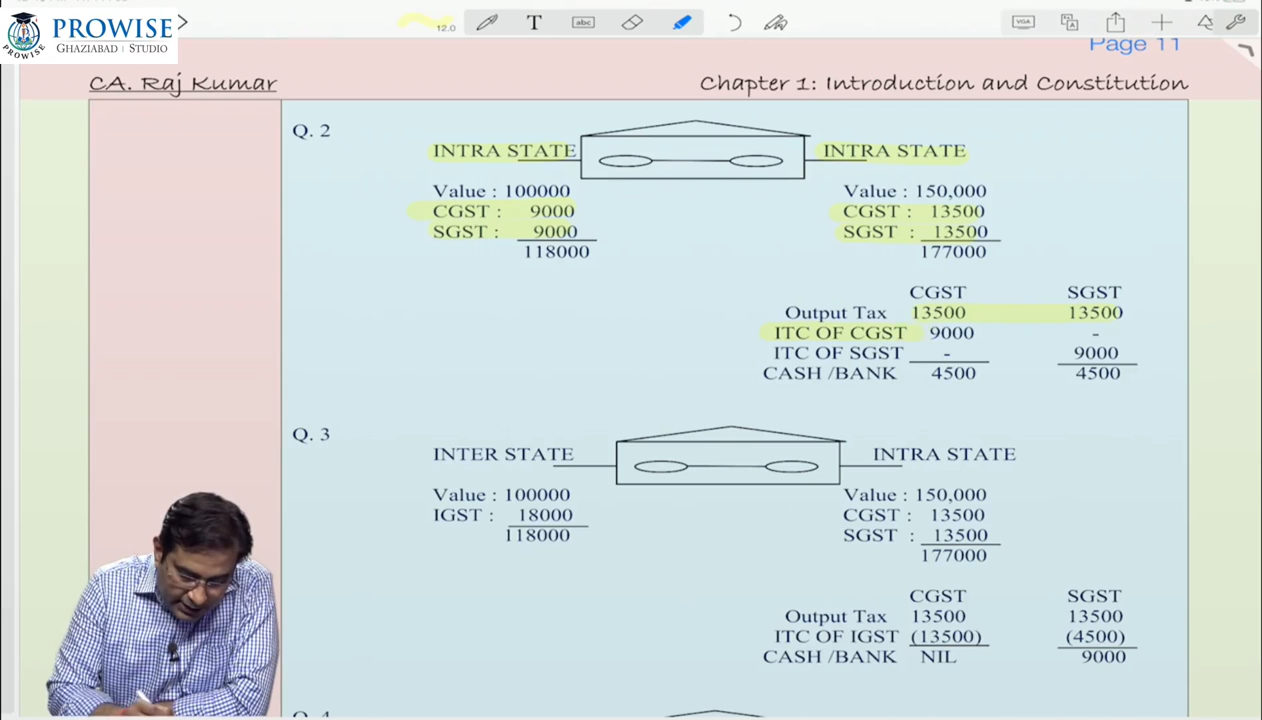 PROWISE
GHAZIABAD | STUDIO
PROWISE
12.0
T
abc
VGA
Page 11
CA. Raj Kumar
Chapter 1: Introduction and Constitution
Q. 2
INTRA STATE
Value : 100000
CGST : 9000
SGST : 9000
118000
INTRA STATE
Value : 150,000
CGST : 13500
SGST : 13500
177000
CGST SGST
Output Tax 13500 13500
ITC OF CGST 9000 -
ITC OF SGST - 9000
CASH /BANK 4500 4500
Q. 3
INTER STATE
Value : 100000
IGST : 18000
118000
INTRA STATE
Value : 150,000
CGST : 13500
SGST : 13500
177000
CGST SGST
Output Tax 13500 13500
ITC OF IGST (13500) (4500)
CASH /BANK NIL 9000